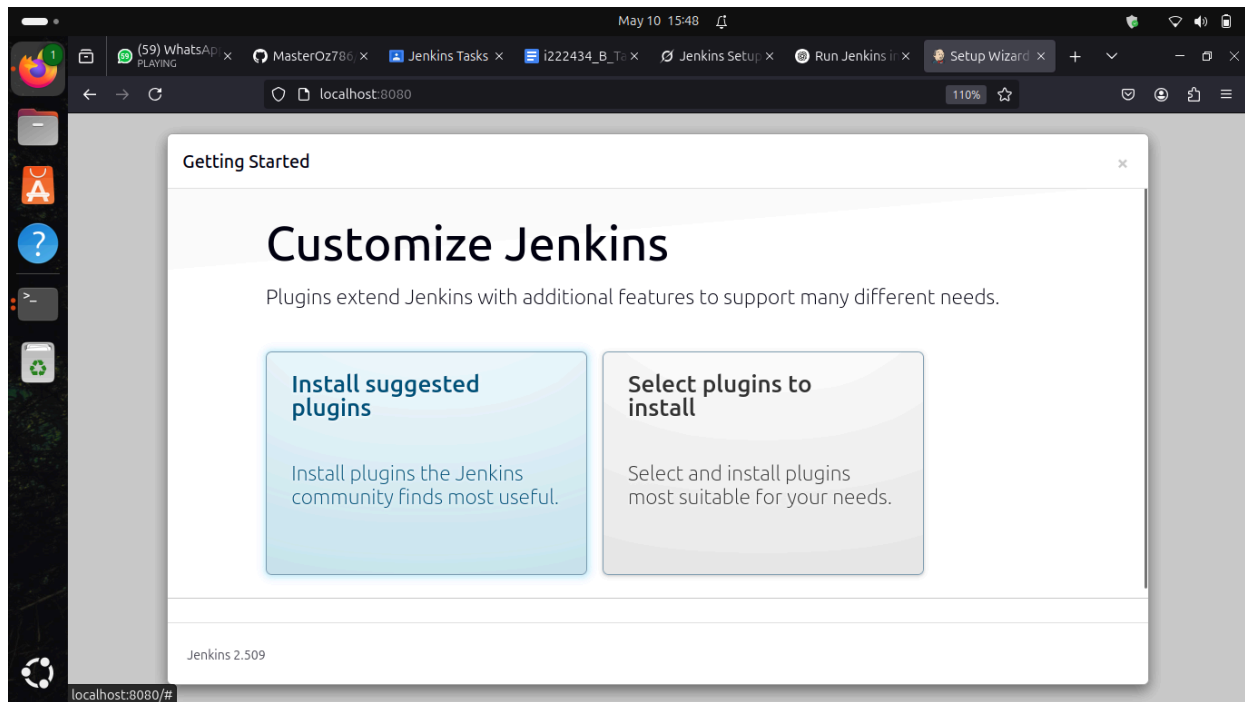 May 10 15:48
1
59
(59) WhatsAp
PLAYING
MasterOz786
Jenkins Tasks
i222434_B_Ta
Jenkins Setup
Run Jenkins in
Setup Wizard
localhost:8080
110%
Getting Started
Customize Jenkins
Plugins extend Jenkins with additional features to support many different needs.
Install suggested
plugins
Install plugins the Jenkins
community finds most useful.
Select plugins to
install
Select and install plugins
most suitable for your needs.
Jenkins 2.509
localhost:8080/#